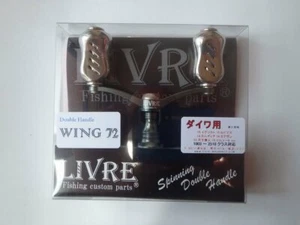 LIVRE
Fishing custom parts
Double Handle
WING 72
ダイワ用
LIVRE
Fishing custom parts
Spinning
Double
Handle